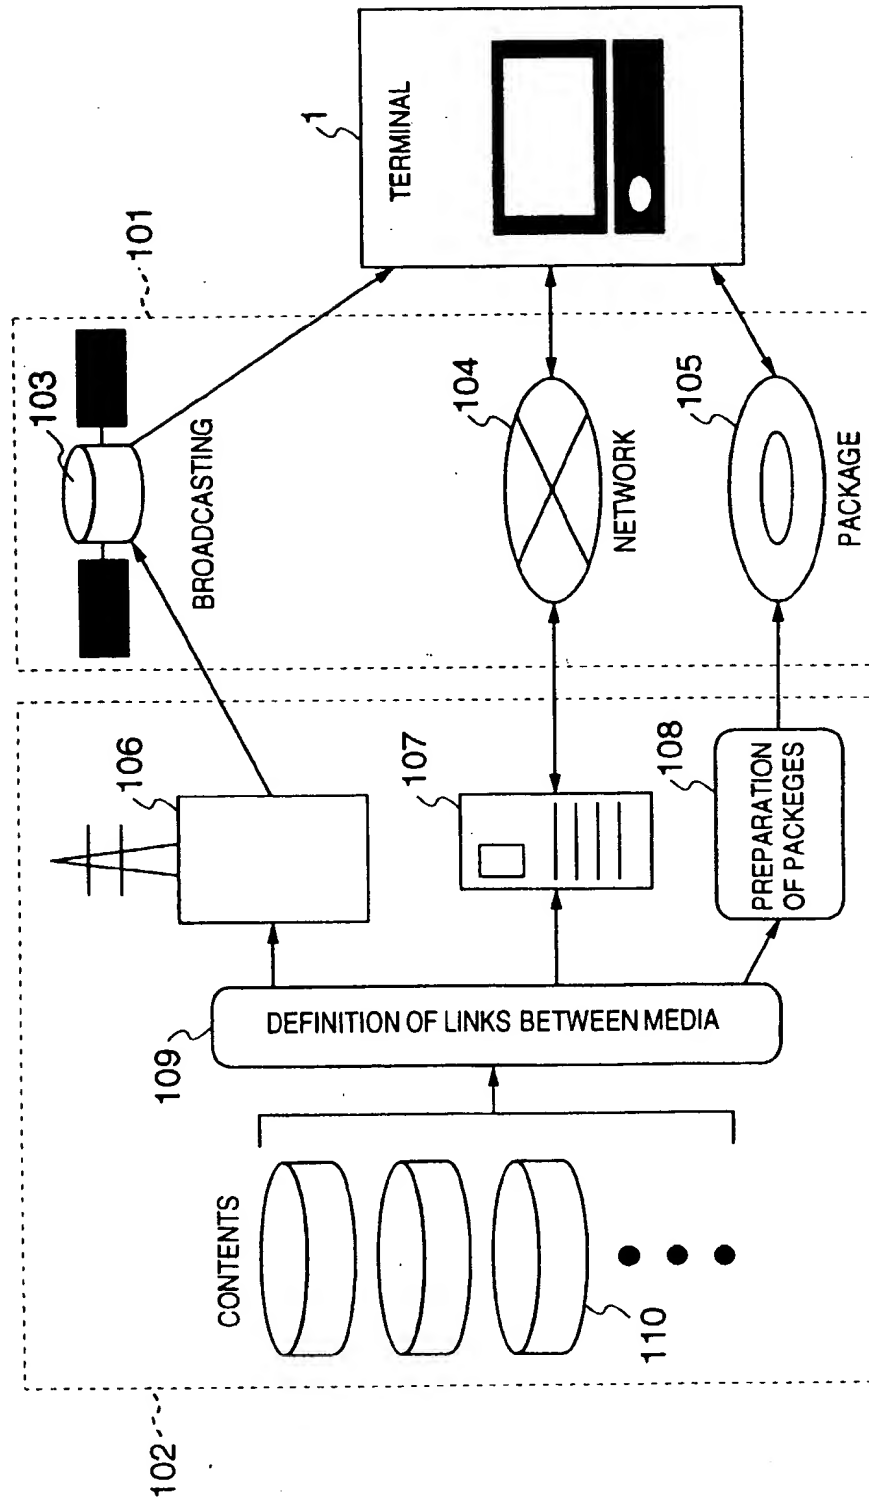 102
CONTENTS
110
109
DEFINITION OF LINKS BETWEEN MEDIA
106
107
108
PREPARATION
OF PACKEGES
101
103
BROADCASTING
104
NETWORK
105
PACKAGE
1
TERMINAL